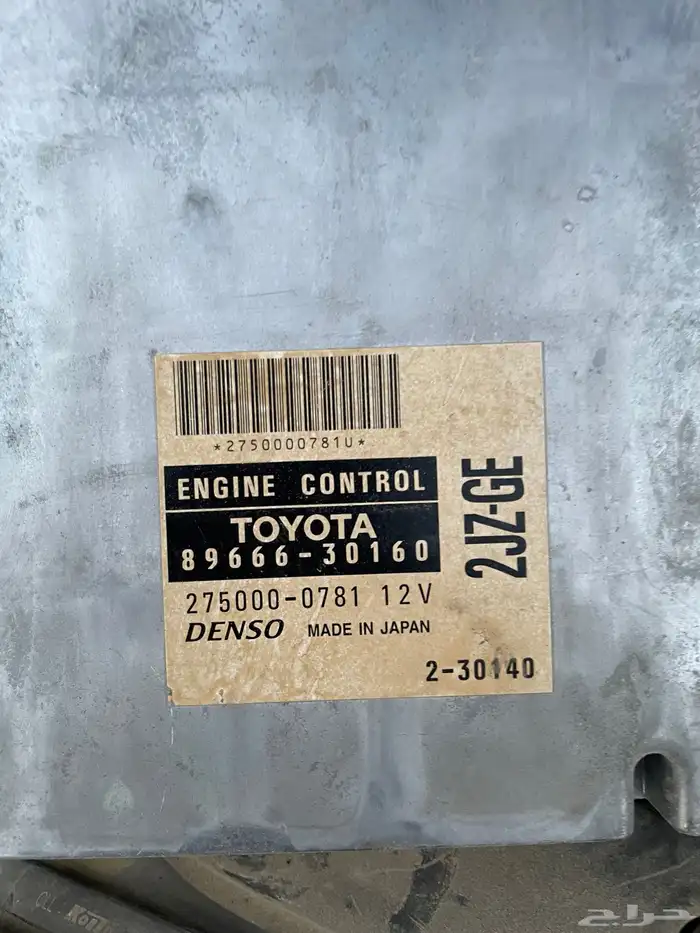 *2750000781U*
ENGINE CONTROL
TOYOTA
89666-30160
2JZ-GE
275000-0781 12V
DENSO MADE IN JAPAN
2-30140
حراج